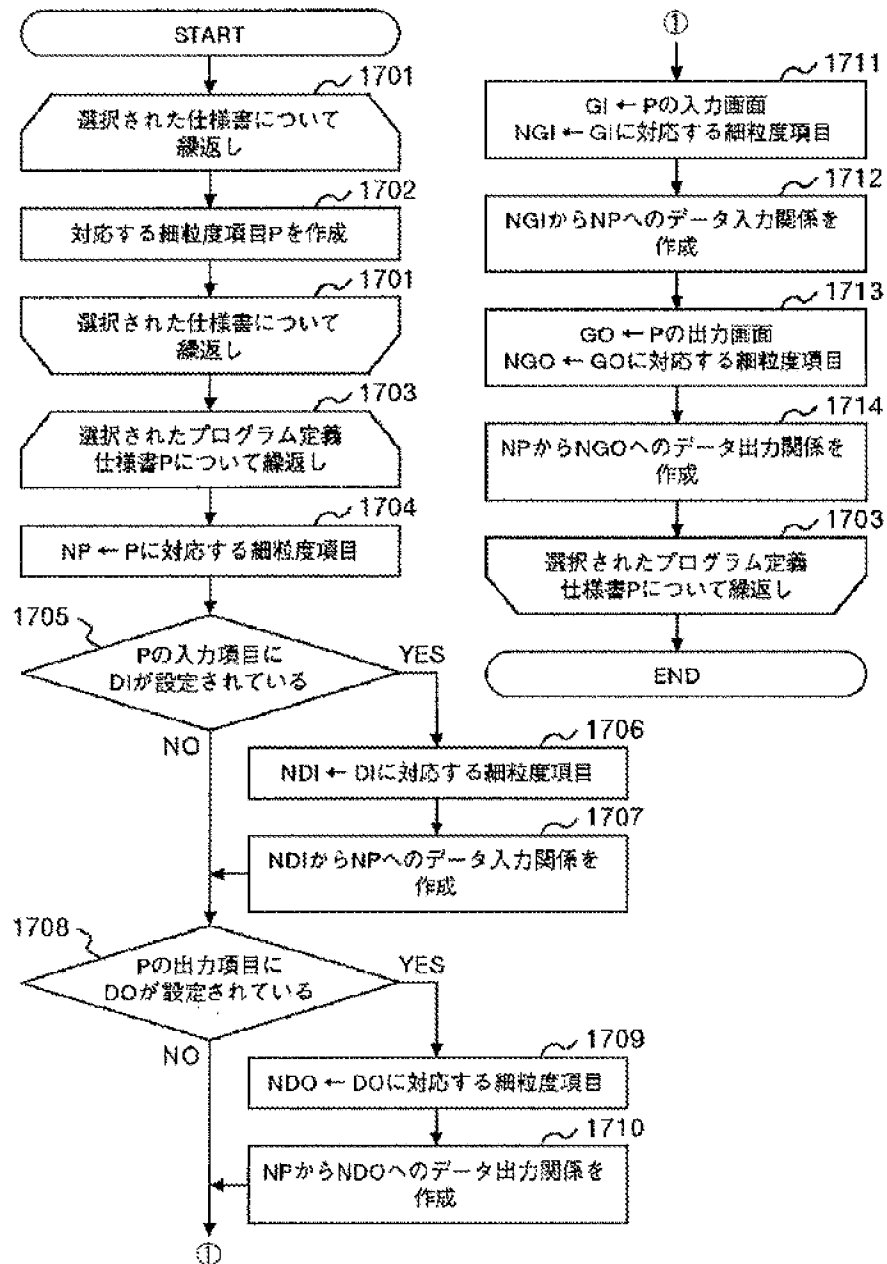 START
1701
選択された仕様書について
繰返し
1702
対応する細粒度項目Pを作成
1701
選択された仕様書について
繰返し
1703
選択されたプログラム定義
仕様書Pについて繰返し
1704
NP ← Pに対応する細粒度項目
1705
Pの入力項目に
DIが設定されている
YES
NO
1706
NDI ← DIに対応する細粒度項目
1707
NDIからNPへのデータ入力関係を
作成
1708
Pの出力項目に
DOが設定されている
YES
NO
1709
NDO ← DOに対応する細粒度項目
1710
NPからNDOへのデータ出力関係を
作成
①
①
1711
GI ← Pの入力画面
NGI ← GIに対応する細粒度項目
1712
NGIからNPへのデータ入力関係を
作成
1713
GO ← Pの出力画面
NGO ← GOに対応する細粒度項目
1714
NPからNGOへのデータ出力関係を
作成
1703
選択されたプログラム定義
仕様書Pについて繰返し
END